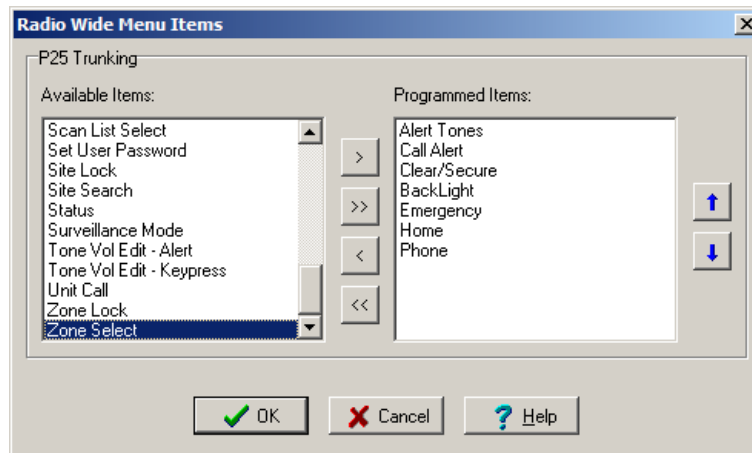 Radio Wide Menu Items
P25 Trunking
Available Items:
Scan List Select
Set User Password
Site Lock
Site Search
Status
Surveillance Mode
Tone Vol Edit - Alert
Tone Vol Edit - Keypress
Unit Call
Zone Lock
Zone Select
>
>>
<
<<
Programmed Items:
Alert Tones
Call Alert
Clear/Secure
BackLight
Emergency
Home
Phone
OK
Cancel
Help